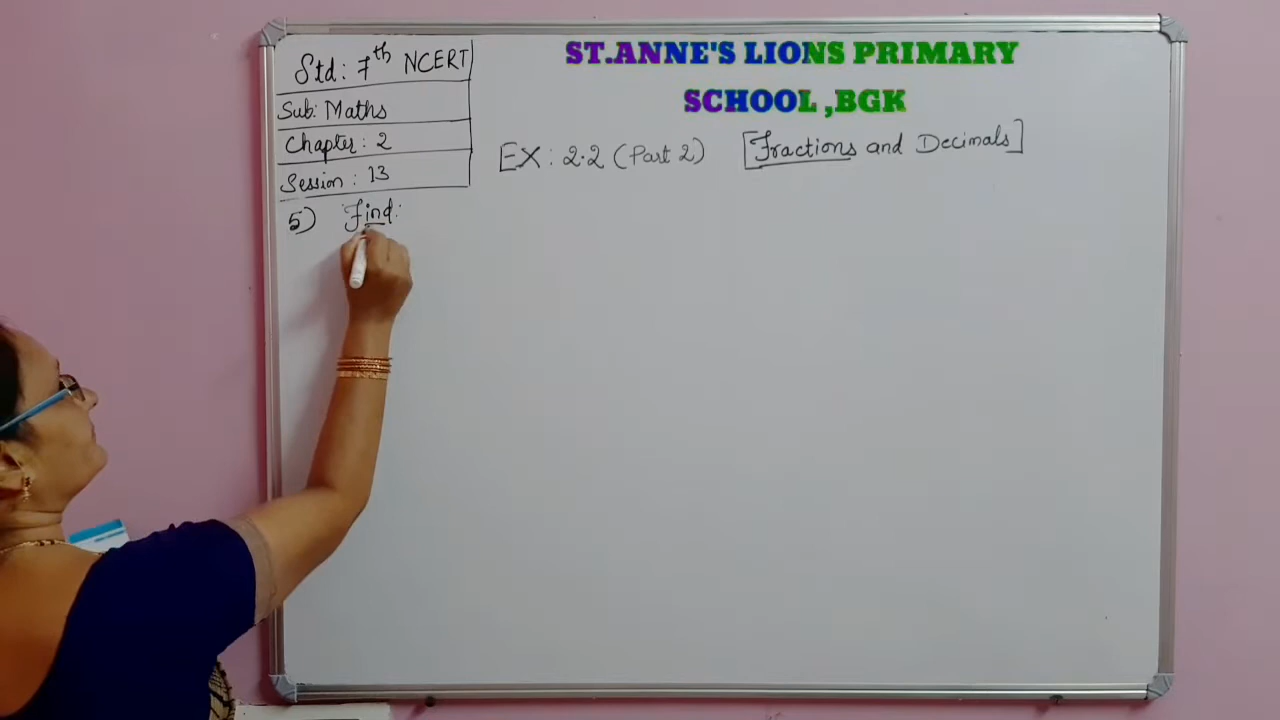 ST.ANNE'S LIONS PRIMARY
SCHOOL ,BGK
Std: 7th NCERT
Sub: Maths
Chapter: 2
Session: 13
EX: 2.2 (Part 2) [Fractions and Decimals]
5) Find: